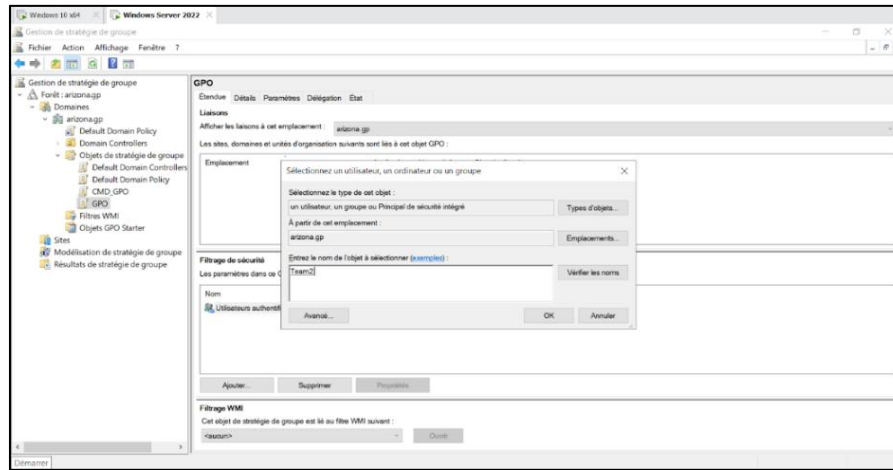 Windows 10 x64
Windows Server 2022
Gestion de stratégie de groupe
Fichier Action Affichage Fenêtre ?
Gestion de stratégie de groupe
Forêt : arizona.gp
Domaines
arizona.gp
Default Domain Policy
Domain Controllers
Objets de stratégie de groupe
Default Domain Controllers
Default Domain Policy
CMD_GPO
GPO
Filtres WMI
Objets GPO Starter
Sites
Modélisation de stratégie de groupe
Résultats de stratégie de groupe
GPO
Étendue Détails Paramètres Délégation État
Liaisons
Afficher les liaisons à cet emplacement : arizona.gp
Les sites, domaines et unités d'organisation suivants sont liés à cet objet GPO :
Emplacement
Sélectionnez un utilisateur, un ordinateur ou un groupe
Sélectionnez le type de cet objet :
un utilisateur, un groupe ou Principal de sécurité intégré
Types d'objets...
À partir de cet emplacement :
arizona.gp
Emplacements...
Entrez le nom de l'objet à sélectionner (exemples) :
Team2
Vérifier les noms
Avancé...
OK
Annuler
Filtrage de sécurité
Les paramètres dans ce
Nom
Utilisateurs authentifi
Ajouter...
Supprimer
Propriétés
Filtrage WMI
Cet objet de stratégie de groupe est lié au filtre WMI suivant :
<aucun>
Ouvrir
Démarrer